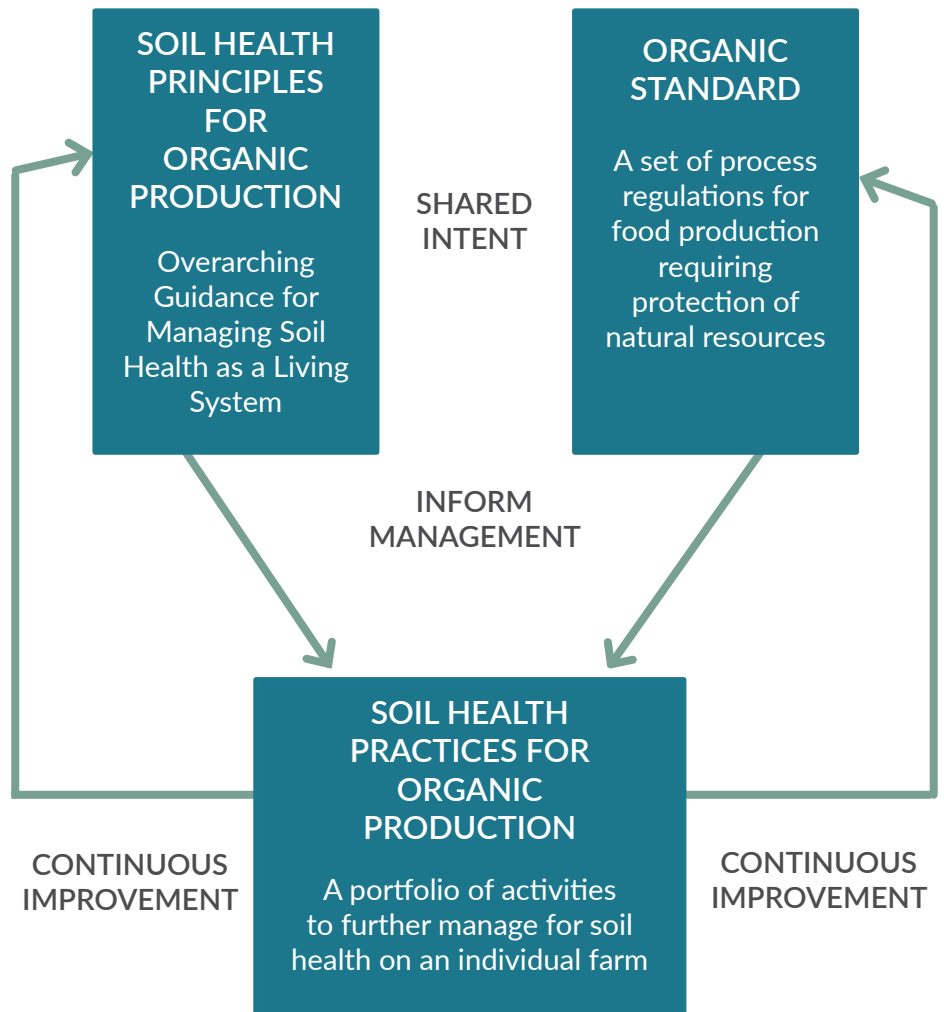 SOIL HEALTH
PRINCIPLES
FOR
ORGANIC
PRODUCTION
Overarching
Guidance for
Managing Soil
Health as a Living
System
SHARED
INTENT
ORGANIC
STANDARD
A set of process
regulations for
food production
requiring
protection of
natural resources
INFORM
MANAGEMENT
SOIL HEALTH
PRACTICES FOR
ORGANIC
PRODUCTION
A portfolio of activities
to further manage for soil
health on an individual farm
CONTINUOUS
IMPROVEMENT
CONTINUOUS
IMPROVEMENT